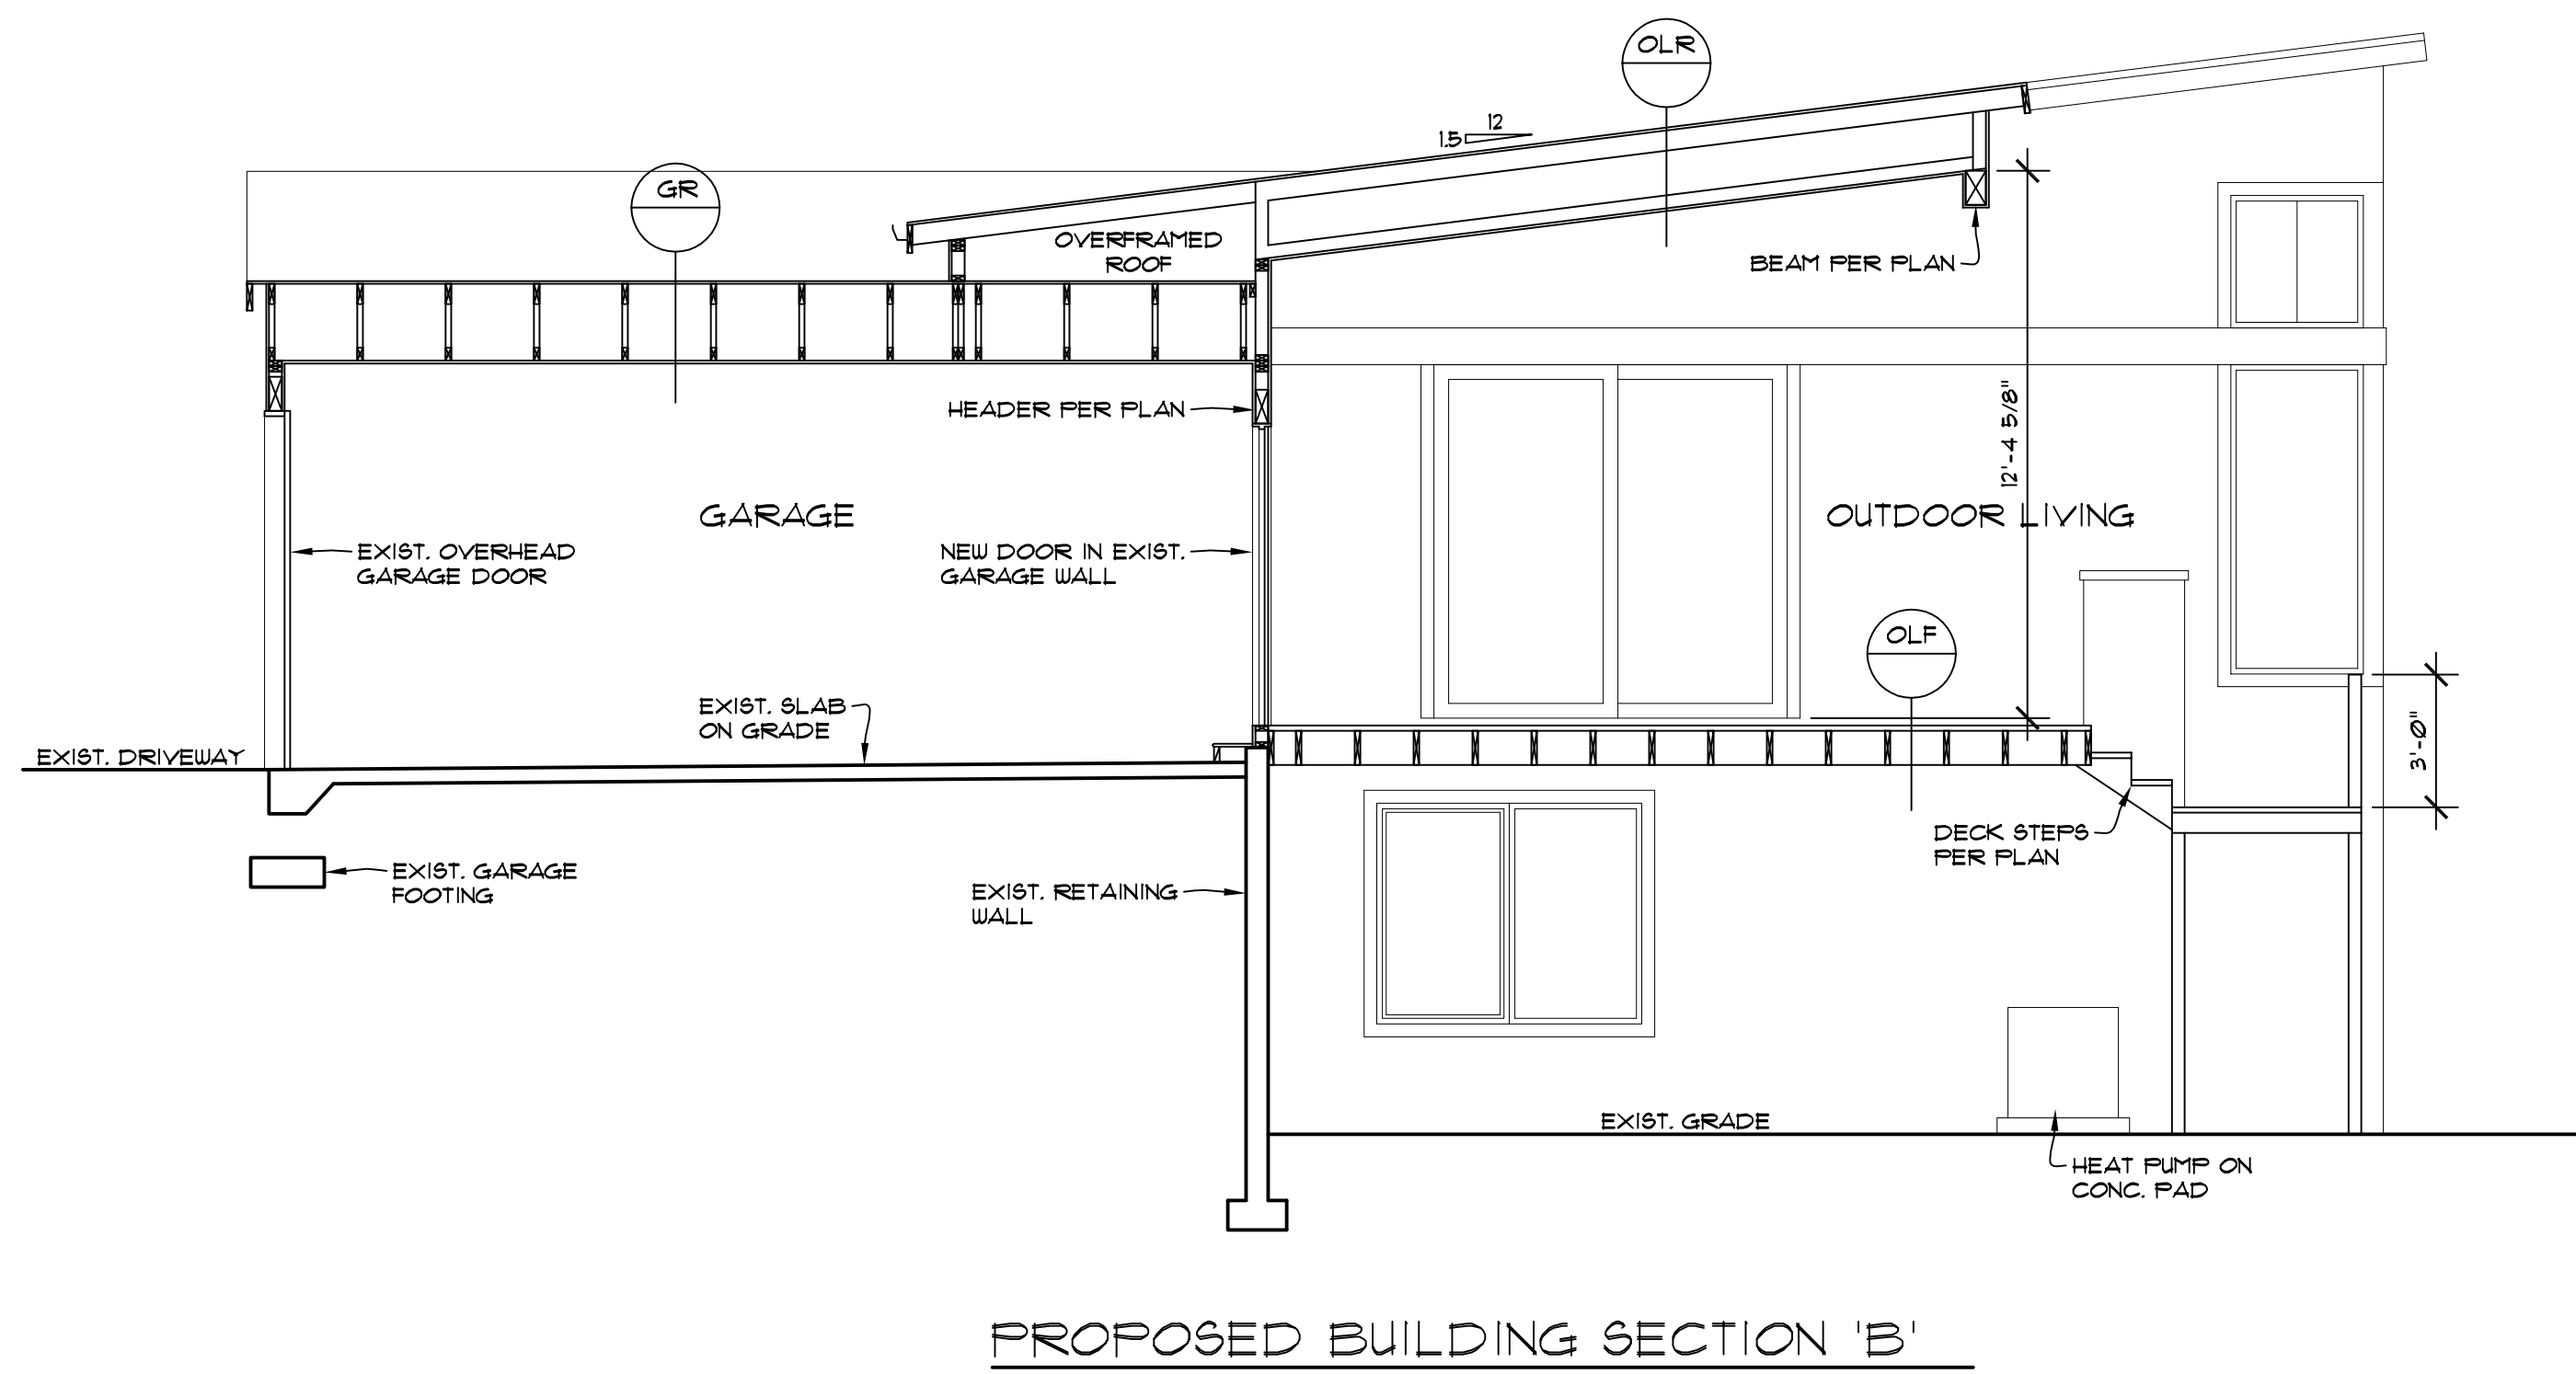 OLR
12
1.5
GR
OVERFRAMED
ROOF
BEAM PER PLAN
HEADER PER PLAN
12'-4 5/8"
GARAGE
OUTDOOR LIVING
EXIST. OVERHEAD
GARAGE DOOR
NEW DOOR IN EXIST.
GARAGE WALL
OLF
EXIST. SLAB
ON GRADE
3'-0"
EXIST. DRIVEWAY
DECK STEPS
PER PLAN
EXIST. GARAGE
FOOTING
EXIST. RETAINING
WALL
EXIST. GRADE
HEAT PUMP ON
CONC. PAD
PROPOSED BUILDING SECTION 'B'